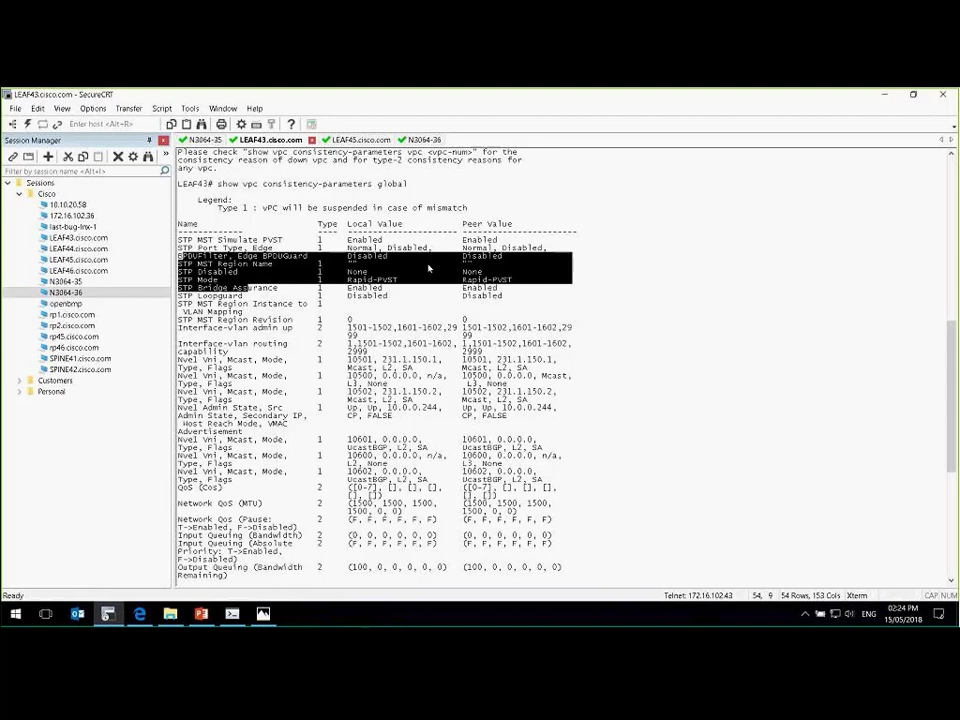 LEAF43.cisco.com - SecureCRT
File Edit View Options Transfer Script Tools Window Help
Enter host <Alt+R>
Session Manager
N3064-35 LEAF43.cisco.com LEAF45.cisco.com N3064-36
Filter by session name <Alt+I>
Sessions
Cisco
10.10.20.58
172.16.102.36
last-bug-lnx-1
LEAF43.cisco.com
LEAF44.cisco.com
LEAF45.cisco.com
LEAF46.cisco.com
N3064-35
N3064-36
openbmp
rp1.cisco.com
rp2.cisco.com
rp45.cisco.com
rp46.cisco.com
SPINE41.cisco.com
SPINE42.cisco.com
Customers
Personal
Please check "show vpc consistency-parameters vpc <vpc-num>" for the
consistency reason of down vpc and for type-2 consistency reasons for
any vpc.
LEAF43# show vpc consistency-parameters global
Legend:
Type 1 : vPC will be suspended in case of mismatch
Name Type Local Value Peer Value
------------- ---- ---------------------- -----------------------
STP MST Simulate PVST 1 Enabled Enabled
STP Port Type, Edge 1 Normal, Disabled, Normal, Disabled,
BPDUFilter, Edge BPDUGuard Disabled Disabled
STP MST Region Name 1 "" ""
STP Disabled 1 None None
STP Mode 1 Rapid-PVST Rapid-PVST
STP Bridge Assurance 1 Enabled Enabled
STP Loopguard 1 Disabled Disabled
STP MST Region Instance to 1
VLAN Mapping
STP MST Region Revision 1 0 0
Interface-vlan admin up 2 1501-1502,1601-1602,29 1501-1502,1601-1602,29
99 99
Interface-vlan routing 2 1,1501-1502,1601-1602, 1,1501-1502,1601-1602,
capability 2999 2999
Nvel Vni, Mcast, Mode, 1 10501, 231.1.150.1, 10501, 231.1.150.1,
Type, Flags Mcast, L2, SA Mcast, L2, SA
Nvel Vni, Mcast, Mode, 1 10500, 0.0.0.0, n/a, 10500, 0.0.0.0, Mcast,
Type, Flags L3, None L3, None
Nvel Vni, Mcast, Mode, 1 10502, 231.1.150.2, 10502, 231.1.150.2,
Type, Flags Mcast, L2, SA Mcast, L2, SA
Nvel Admin State, Src 1 Up, Up, 10.0.0.244, Up, Up, 10.0.0.244,
Admin State, Secondary IP, CP, FALSE CP, FALSE
Host Reach Mode, VMAC
Advertisement
Nvel Vni, Mcast, Mode, 1 10601, 0.0.0.0, 10601, 0.0.0.0,
Type, Flags UcastBGP, L2, SA UcastBGP, L2, SA
Nvel Vni, Mcast, Mode, 1 10600, 0.0.0.0, n/a, 10600, 0.0.0.0, n/a,
Type, Flags L2, None L3, None
Nvel Vni, Mcast, Mode, 1 10602, 0.0.0.0, 10602, 0.0.0.0,
Type, Flags UcastBGP, L2, SA UcastBGP, L2, SA
QoS (Cos) 2 ([0-7], [], [], [], ([0-7], [], [], [],
[], []) [], [])
Network QoS (MTU) 2 (1500, 1500, 1500, (1500, 1500, 1500,
1500, 0, 0) 1500, 0, 0)
Network Qos (Pause: 2 (F, F, F, F, F, F) (F, F, F, F, F, F)
T->Enabled, F->Disabled)
Input Queuing (Bandwidth) 2 (0, 0, 0, 0, 0, 0) (0, 0, 0, 0, 0, 0)
Input Queuing (Absolute 2 (F, F, F, F, F, F) (F, F, F, F, F, F)
Priority: T->Enabled,
F->Disabled)
Output Queuing (Bandwidth 2 (100, 0, 0, 0, 0, 0) (100, 0, 0, 0, 0, 0)
Remaining)
Ready Telnet: 172.16.102.43 54, 9 54 Rows, 153 Cols Xterm CAP NUM
ENG 02:24 PM
15/05/2018